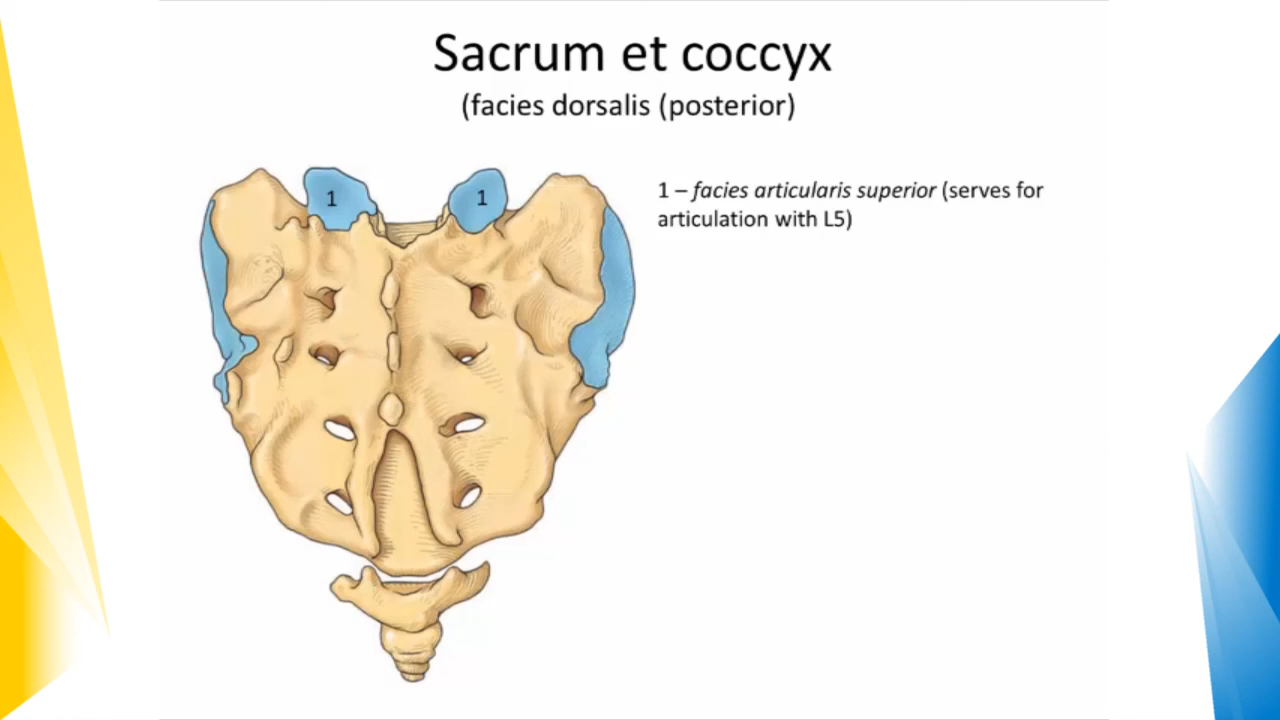 Sacrum et coccyx
(facies dorsalis (posterior)
1
1
1 – facies articularis superior (serves for
articulation with L5)